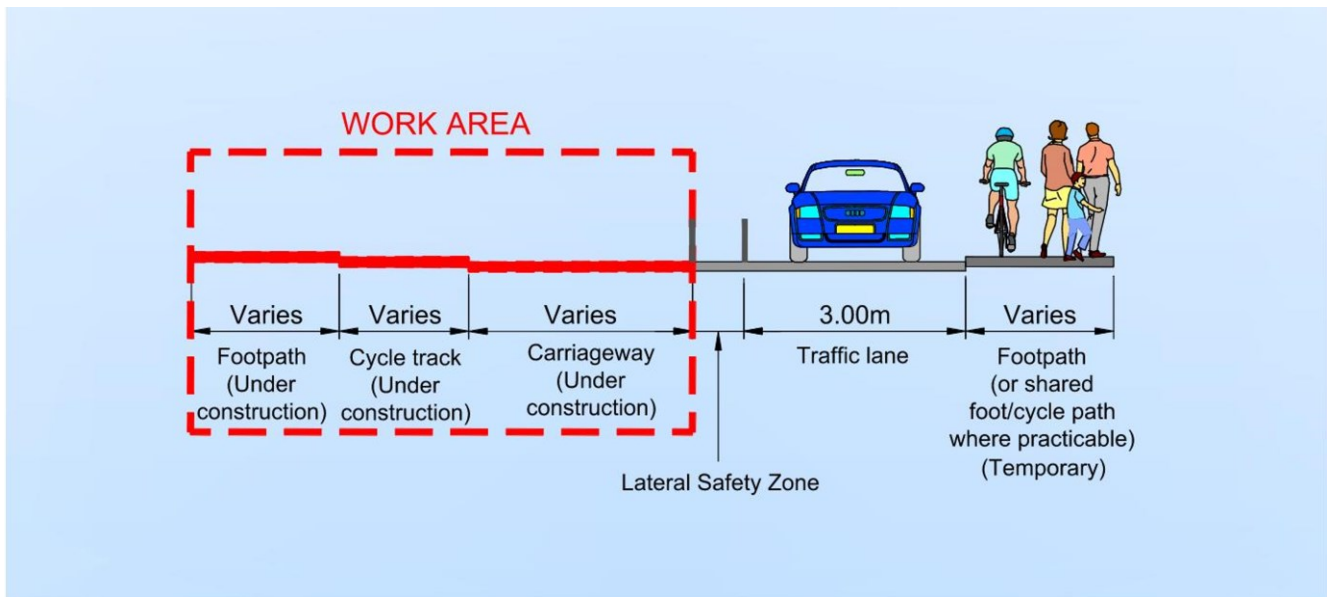 WORK AREA
Varies
Varies
Varies
3.00m
Varies
Footpath
(Under
construction)
Cycle track
(Under
construction)
Carriageway
(Under
construction)
Traffic lane
Footpath
(or shared
foot/cycle path
where practicable)
(Temporary)
Lateral Safety Zone